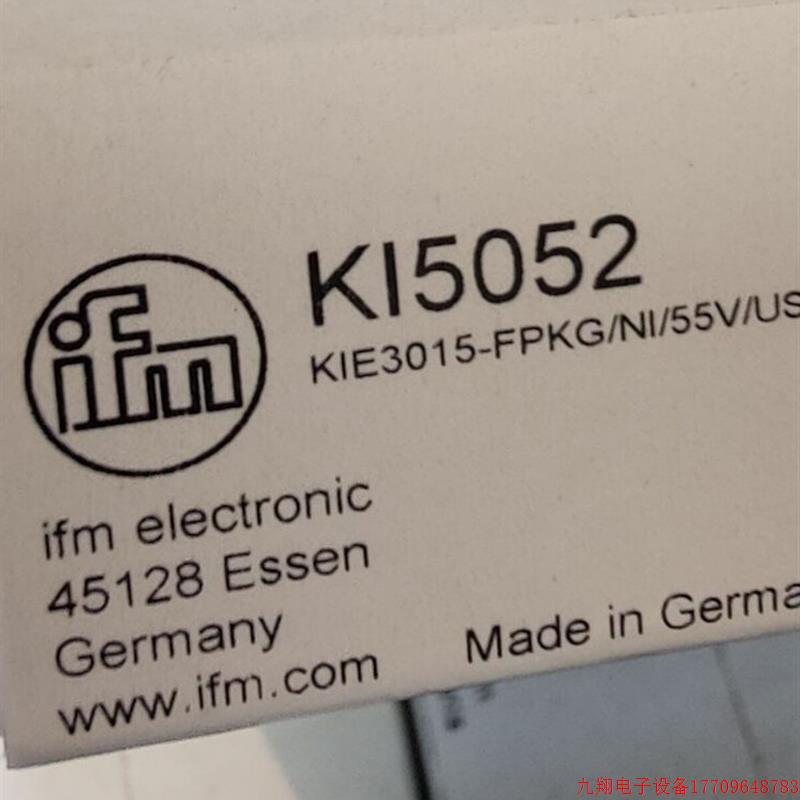 ifm
KI5052
KIE3015-FPKG/NI/55V/US
ifm electronic
45128 Essen
Germany
www.ifm.com
Made in Germa
九翔电子设备17709648783